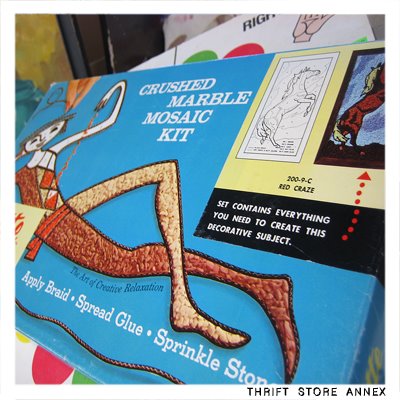 CRUSHED
MARBLE
MOSAIC
KIT
200-9-C
RED CRAZE
SET CONTAINS EVERYTHING
YOU NEED TO CREATE THIS
DECORATIVE SUBJECT.
The Art of Creative Relaxation
Apply Braid • Spread Glue • Sprinkle Ston
THRIFT STORE ANNEX